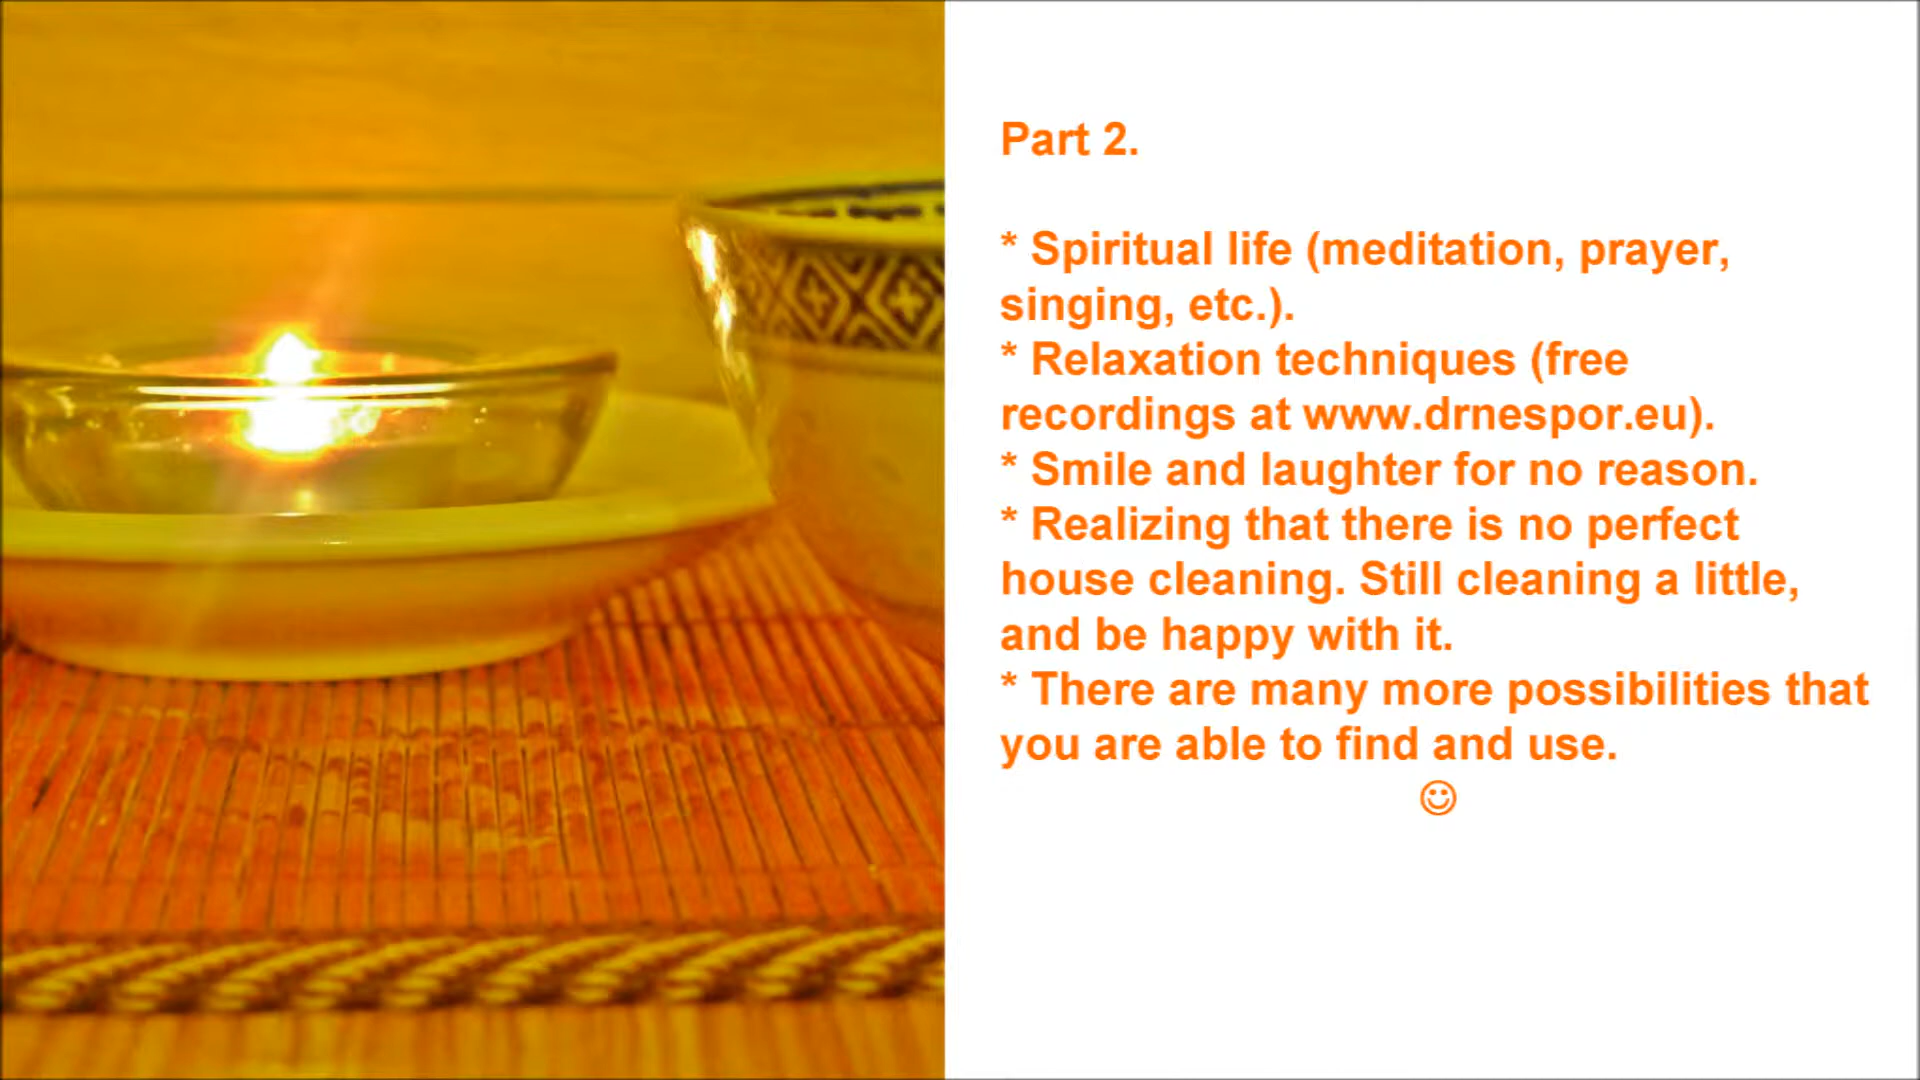 Part 2.
* Spiritual life (meditation, prayer,
singing, etc.).
* Relaxation techniques (free
recordings at www.drnespor.eu).
* Smile and laughter for no reason.
* Realizing that there is no perfect
house cleaning. Still cleaning a little,
and be happy with it.
* There are many more possibilities that
you are able to find and use.
☺